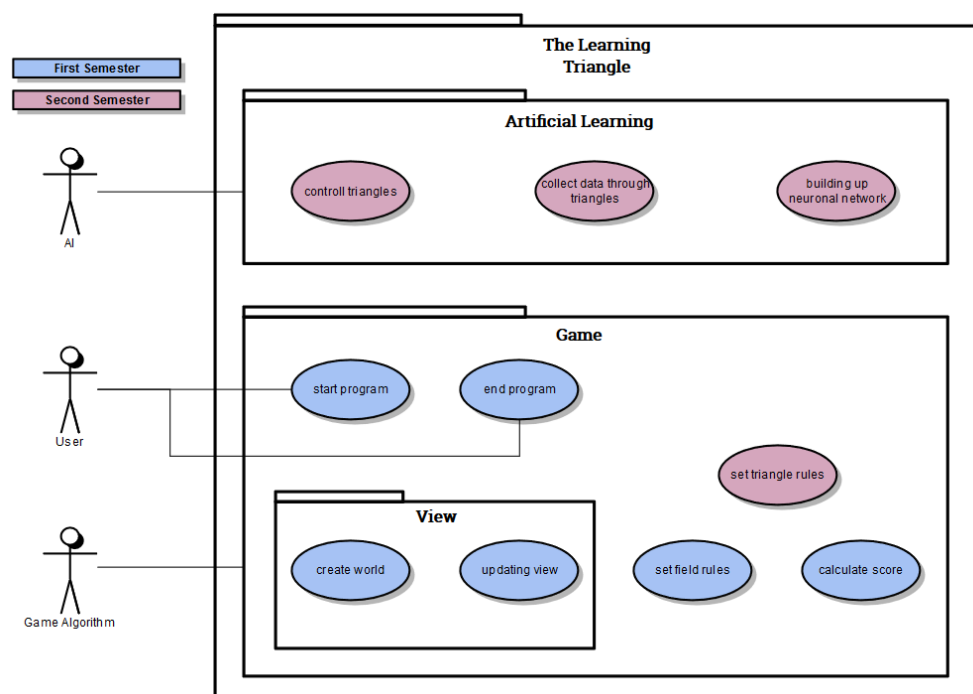 The Learning
Triangle
First Semester
Second Semester
Artificial Learning
controll triangles
collect data through
triangles
building up
neuronal network
AI
Game
start program
end program
User
set triangle rules
View
create world
updating view
set field rules
calculate score
Game Algorithm